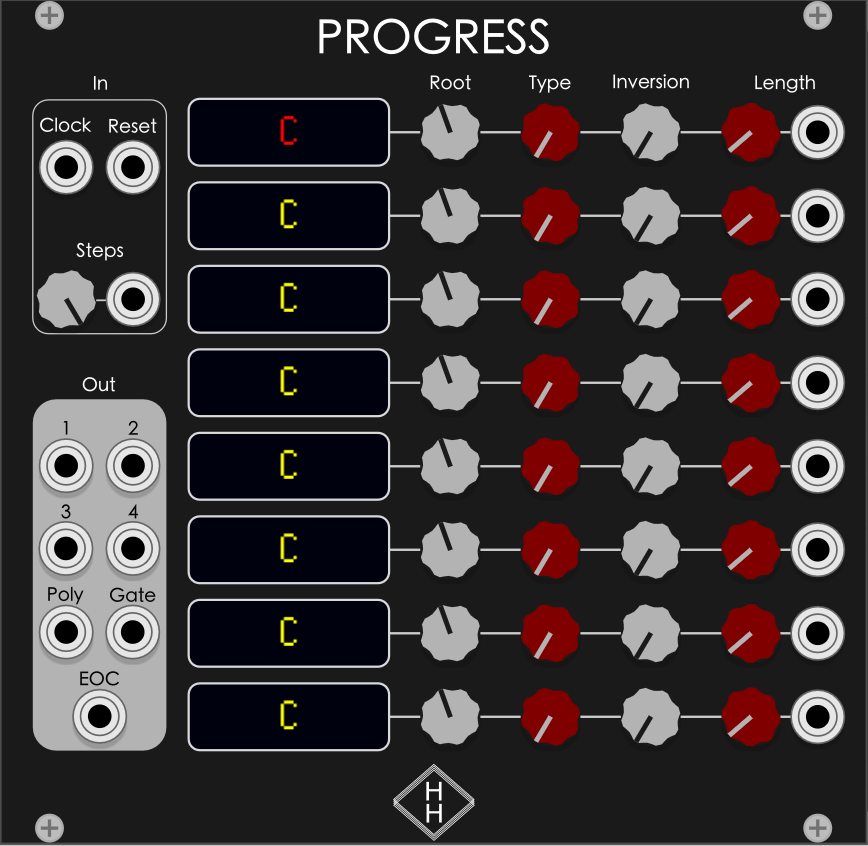 PROGRESS
In
Root Type Inversion Length
Clock Reset
C
C
Steps
C
Out
C
1 2
C
3 4
C
Poly Gate
C
EOC
C
H
H